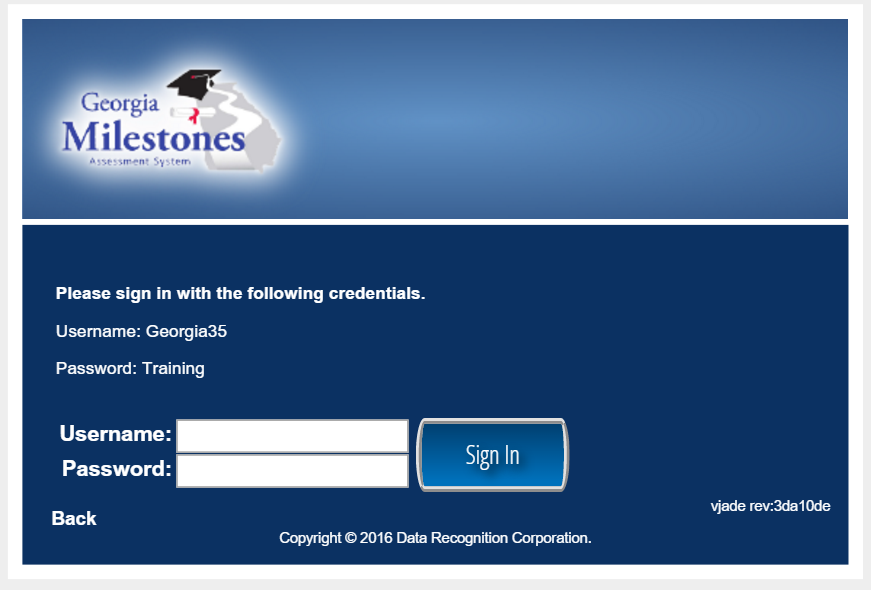 Georgia
Milestones
Assessment System
Please sign in with the following credentials.
Username: Georgia35
Password: Training
Username:
Password:
Sign In
Back
vjade rev:3da10de
Copyright © 2016 Data Recognition Corporation.